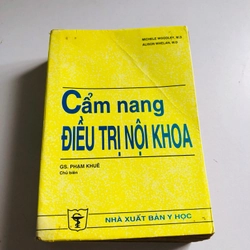 MICHELE WOODLEY, M.D
ALISON WHELAN, M.D
Cẩm nang
ĐIỀU TRỊ NỘI KHOA
GS. PHẠM KHUÊ
Chủ biên
NHÀ XUẤT BẢN Y HỌC